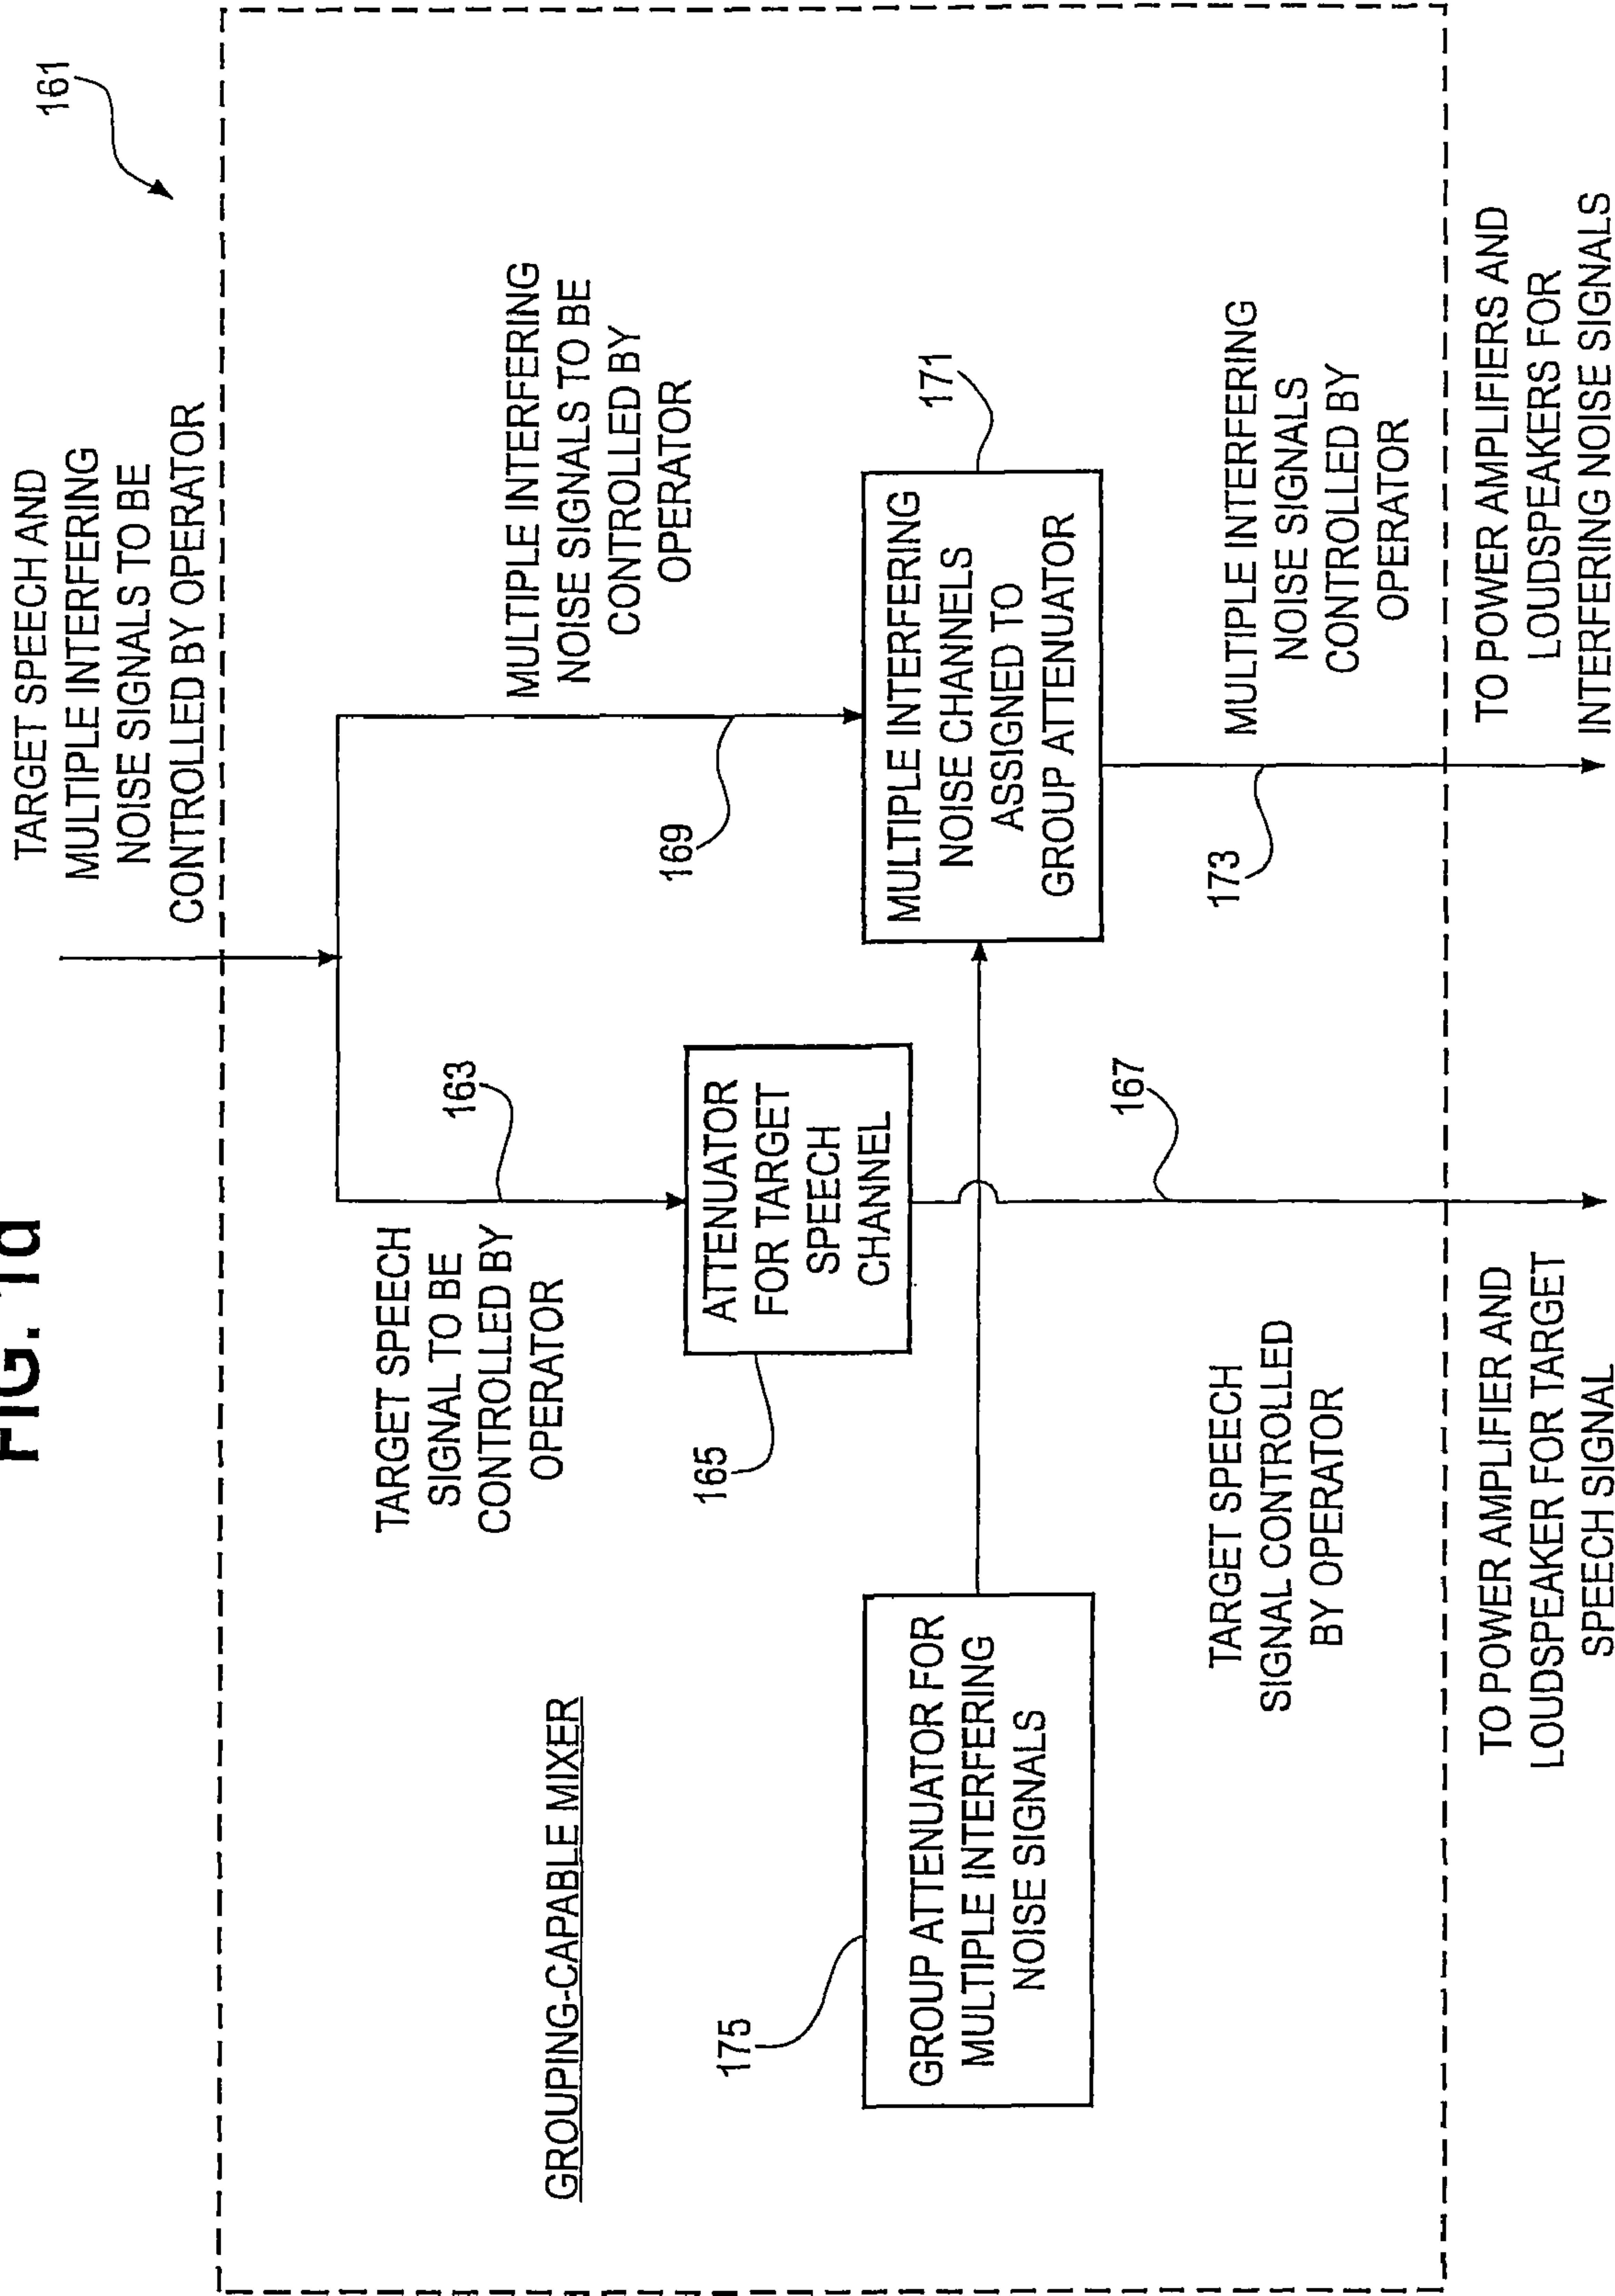 FIG. 1d
161
TARGET SPEECH AND
MULTIPLE INTERFERING
NOISE SIGNALS TO BE
CONTROLLED BY OPERATOR
GROUPING-CAPABLE MIXER
TARGET SPEECH
SIGNAL TO BE
CONTROLLED BY
OPERATOR
163
MULTIPLE INTERFERING
NOISE SIGNALS TO BE
CONTROLLED BY
OPERATOR
169
165
ATTENUATOR
FOR TARGET
SPEECH
CHANNEL
175
GROUP ATTENUATOR FOR
MULTIPLE INTERFERING
NOISE SIGNALS
MULTIPLE INTERFERING
NOISE CHANNELS
ASSIGNED TO
GROUP ATTENUATOR
171
TARGET SPEECH
SIGNAL CONTROLLED
BY OPERATOR
167
173
MULTIPLE INTERFERING
NOISE SIGNALS
CONTROLLED BY
OPERATOR
TO POWER AMPLIFIER AND
LOUDSPEAKER FOR TARGET
SPEECH SIGNAL
TO POWER AMPLIFIERS AND
LOUDSPEAKERS FOR
INTERFERING NOISE SIGNALS